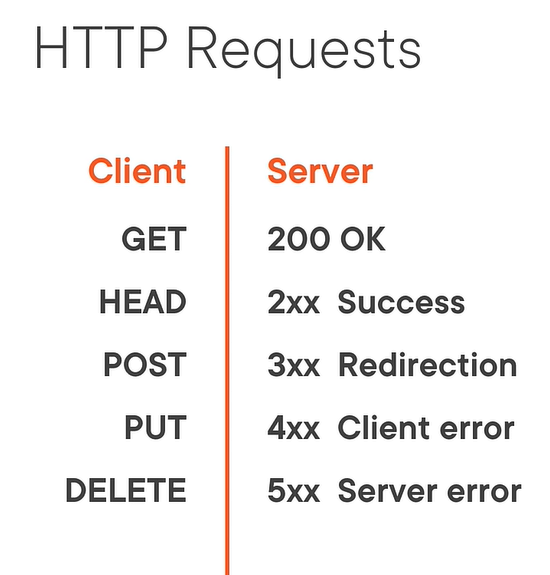 HTTP Requests
Client Server
GET 200 OK
HEAD 2xx Success
POST 3xx Redirection
PUT 4xx Client error
DELETE 5xx Server error